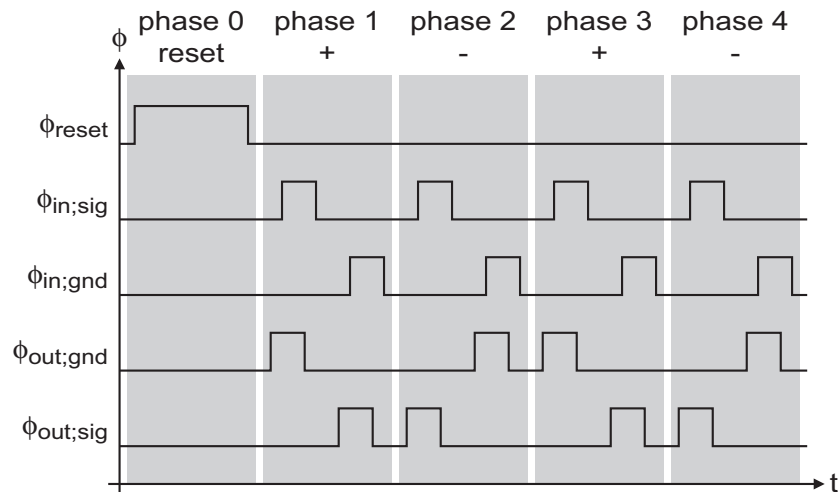 phase 0 phase 1 phase 2 phase 3 phase 4
ϕ reset + - + -
ϕreset
ϕin;sig
ϕin;gnd
ϕout;gnd
ϕout;sig
t